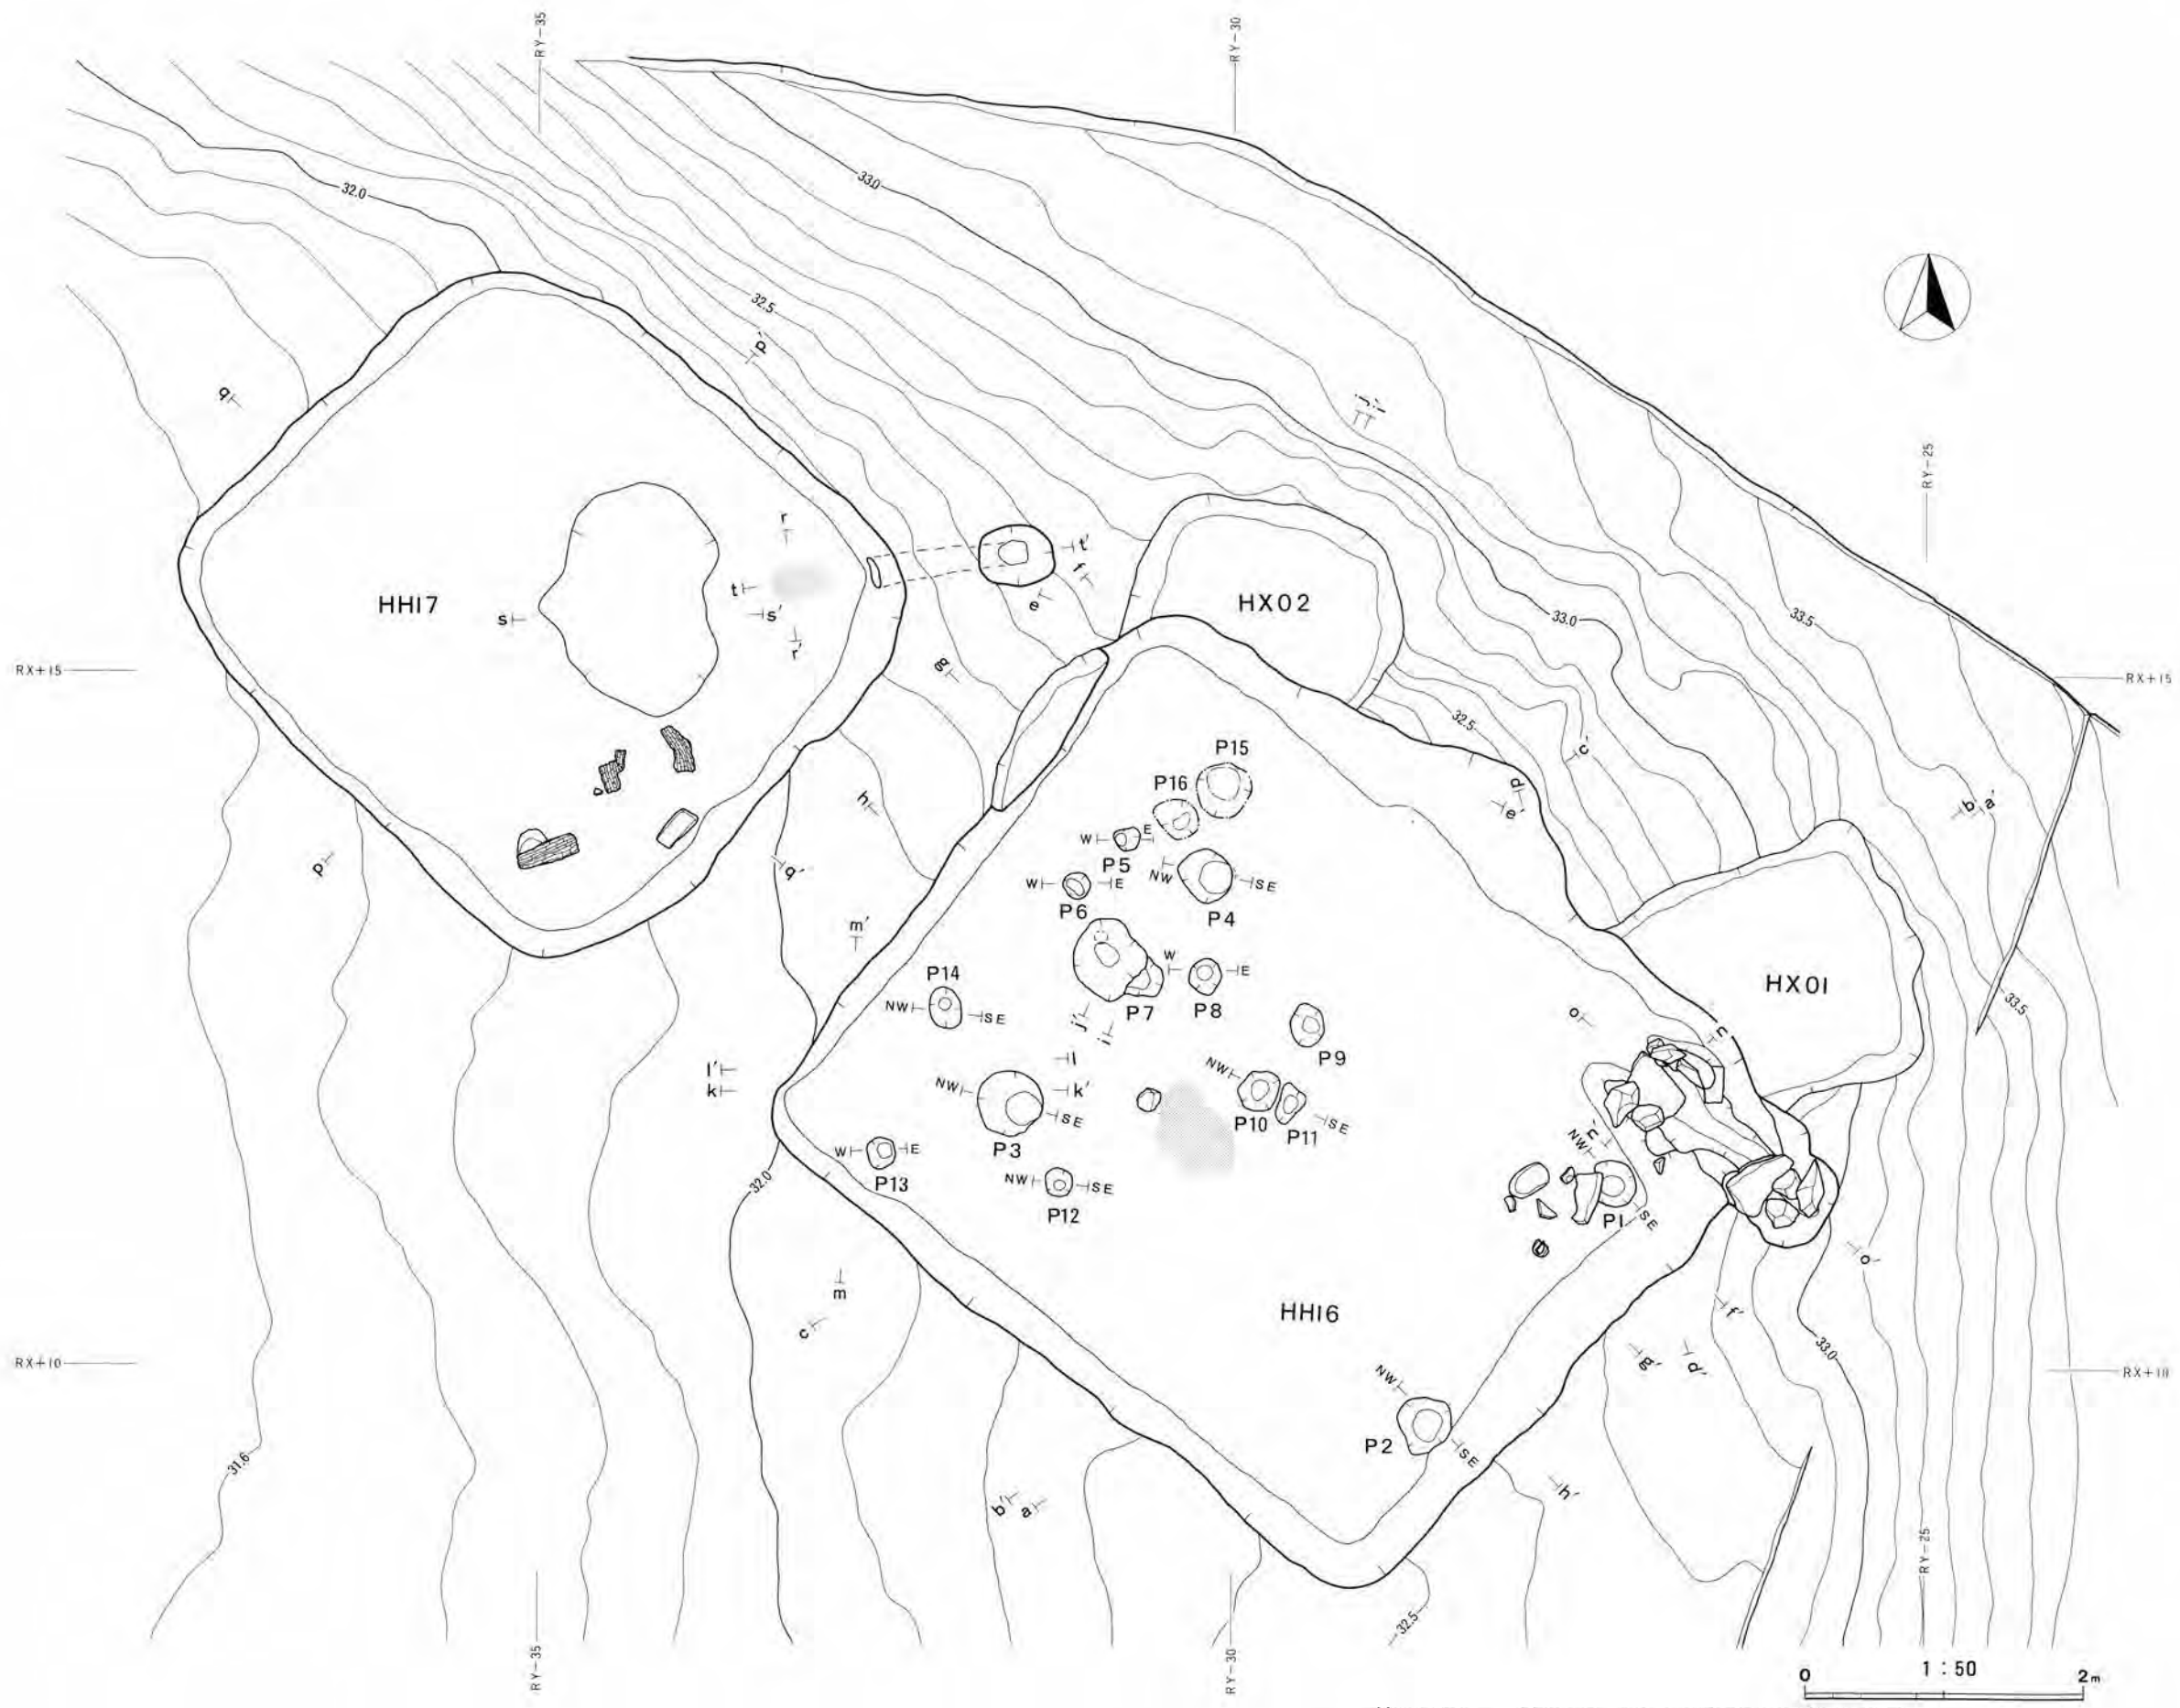 RY-35
RY-30
32.0
33.0
32.5
p'
q
j' i'
RY-25
r
t'
f
t
e
HH17
s
s'
HX02
33.0
33.5
r'
RX+15
g
RX+15
32.5
c'
P15
P16
d
e'
h
b a'
W E
P5
NW
SE
q'
W E
P6
P4
m'
P14
W E
HX01
NW SE
P7
P8
33.5
j'
i
o
n
l'
l
P9
k
NW
k'
NW
SE
P10
P11
SE
P3
n'
NW
W E
P13
32.0
NW SE
P12
P1
SE
o'
m
c
HH16
f'
g'
d'
33.0
RX+10
RX+10
NW
P2
SE
31.6
b'
a
h'
RY-25
32.5
RY-35
RY-30
1 : 50
0 2m